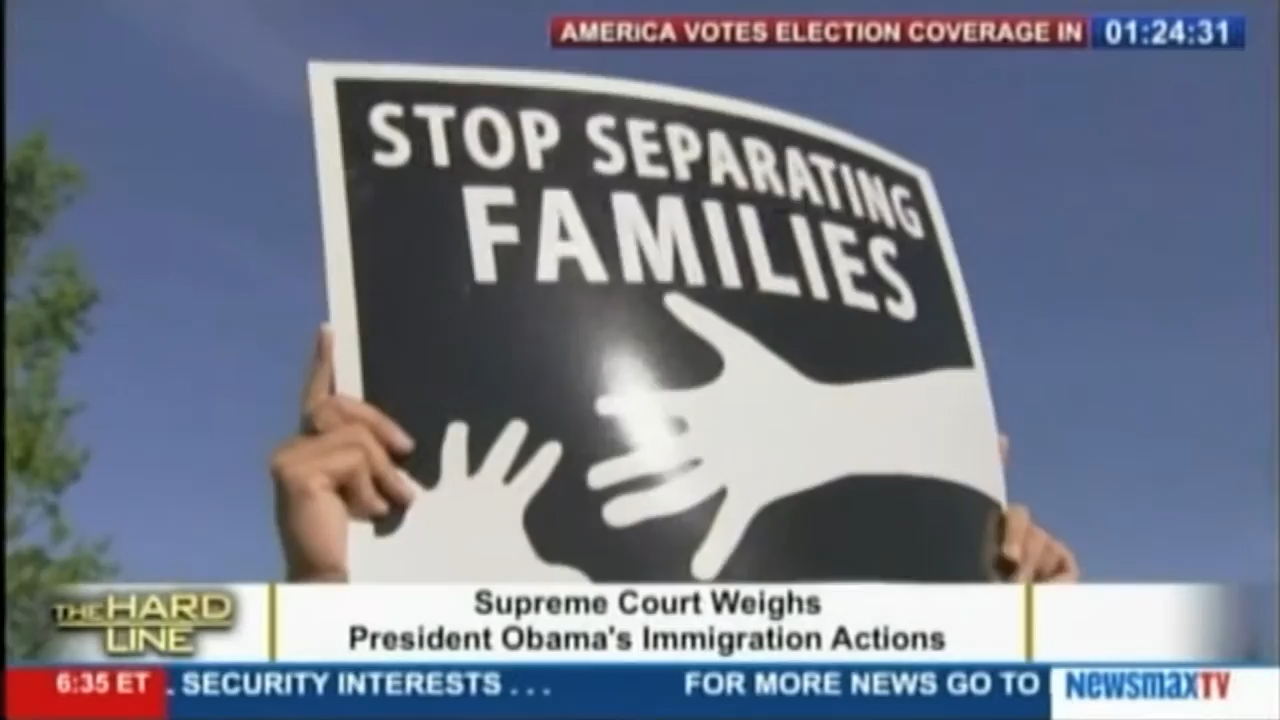 AMERiCA VOTES ELECTION COVERAGE IN 01:24:31
STOP SEPARATING
FAMILIES
THE HARD
LINE
Supreme Court Weighs
President Obama's Immigration Actions
6:35 ET . SECURITY INTERESTS . . . FOR MORE NEWS GO TO NewsmaxTV